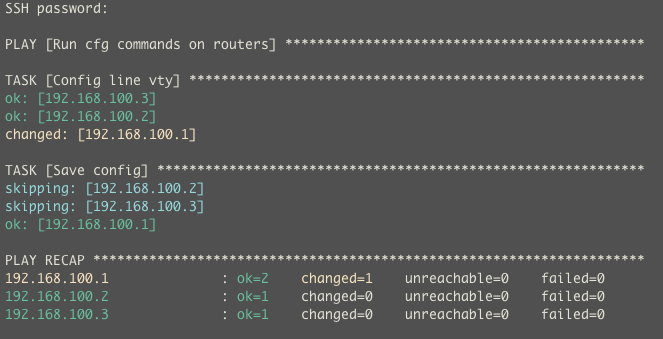 SSH password:
PLAY [Run cfg commands on routers] *********************************************
TASK [Config line vty] *********************************************************
ok: [192.168.100.3]
ok: [192.168.100.2]
changed: [192.168.100.1]
TASK [Save config] *************************************************************
skipping: [192.168.100.2]
skipping: [192.168.100.3]
ok: [192.168.100.1]
PLAY RECAP *********************************************************************
192.168.100.1              : ok=2    changed=1    unreachable=0    failed=0
192.168.100.2              : ok=1    changed=0    unreachable=0    failed=0
192.168.100.3              : ok=1    changed=0    unreachable=0    failed=0